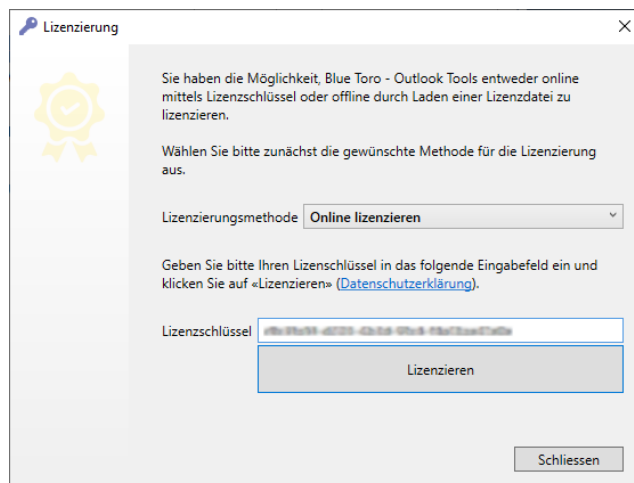 Lizenzierung
Sie haben die Möglichkeit, Blue Toro - Outlook Tools entweder online
mittels Lizenzschlüssel oder offline durch Laden einer Lizenzdatei zu
lizenzieren.
Wählen Sie bitte zunächst die gewünschte Methode für die Lizenzierung
aus.
Lizenzierungsmethode Online lizenzieren
Geben Sie bitte Ihren Lizenschlüssel in das folgende Eingabefeld ein und
klicken Sie auf «Lizenzieren» (Datenschutzerklärung).
Lizenzschlüssel
Lizenzieren
Schliessen